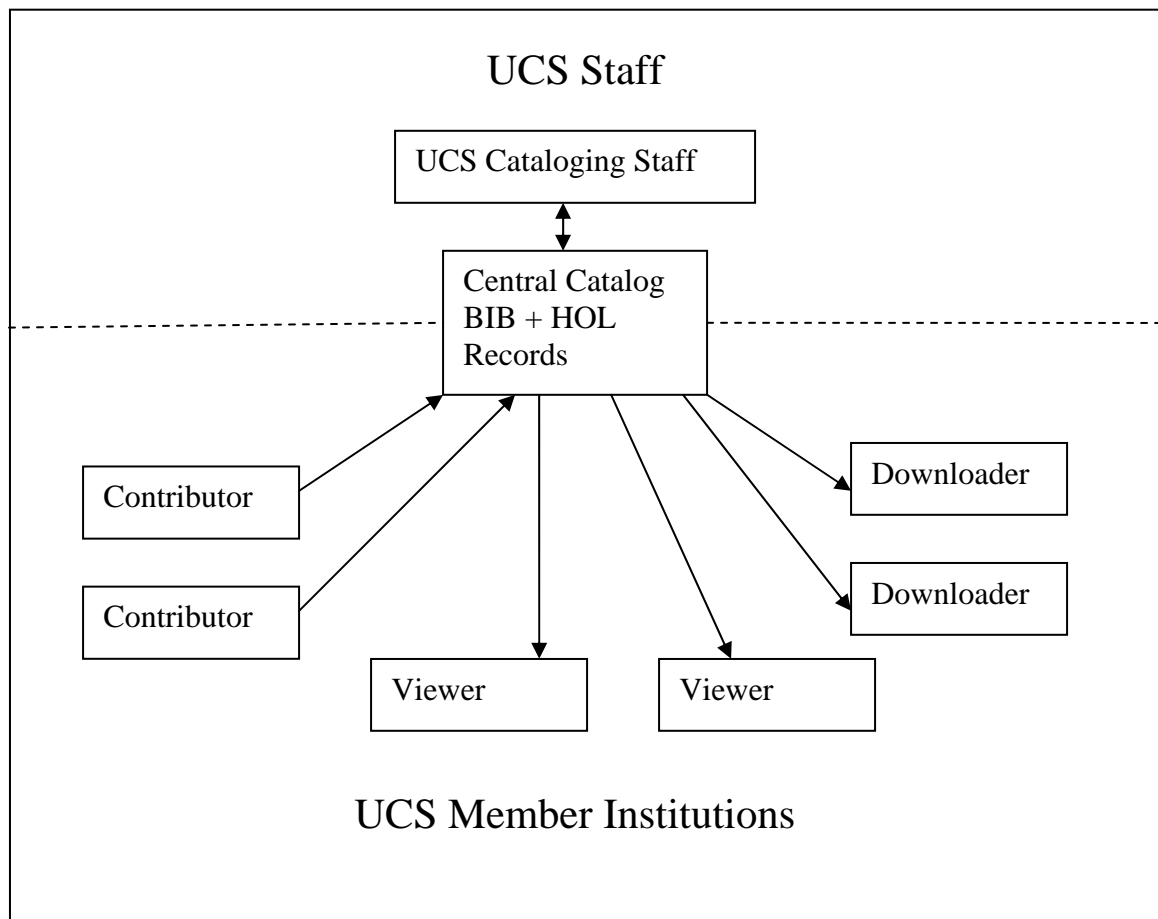 UCS Staff
UCS Cataloging Staff
Central Catalog
BIB + HOL
Records
Contributor
Downloader
Contributor
Downloader
Viewer
Viewer
UCS Member Institutions